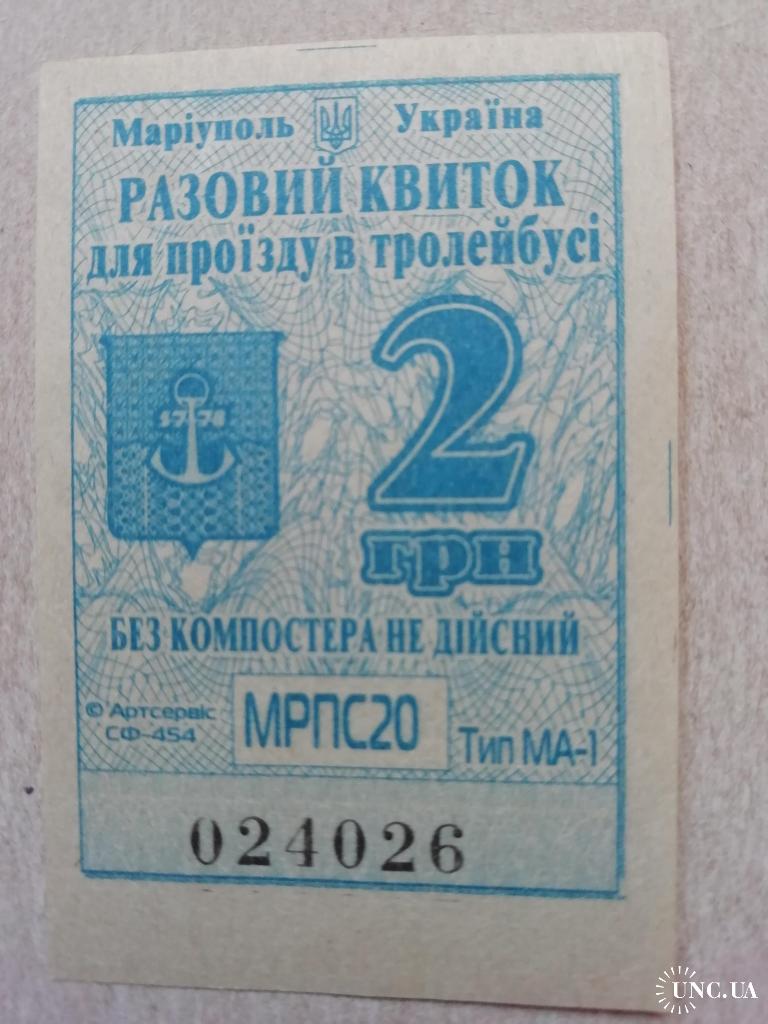 Маріуполь Україна
РАЗОВИЙ КВИТОК
для проїзду в тролейбусі
1778
2
грн
БЕЗ КОМПОСТЕРА НЕ ДІЙСНИЙ
© Артсервіс
СФ-454
МРПС20
Тип МА-1
024026
UNC.UA